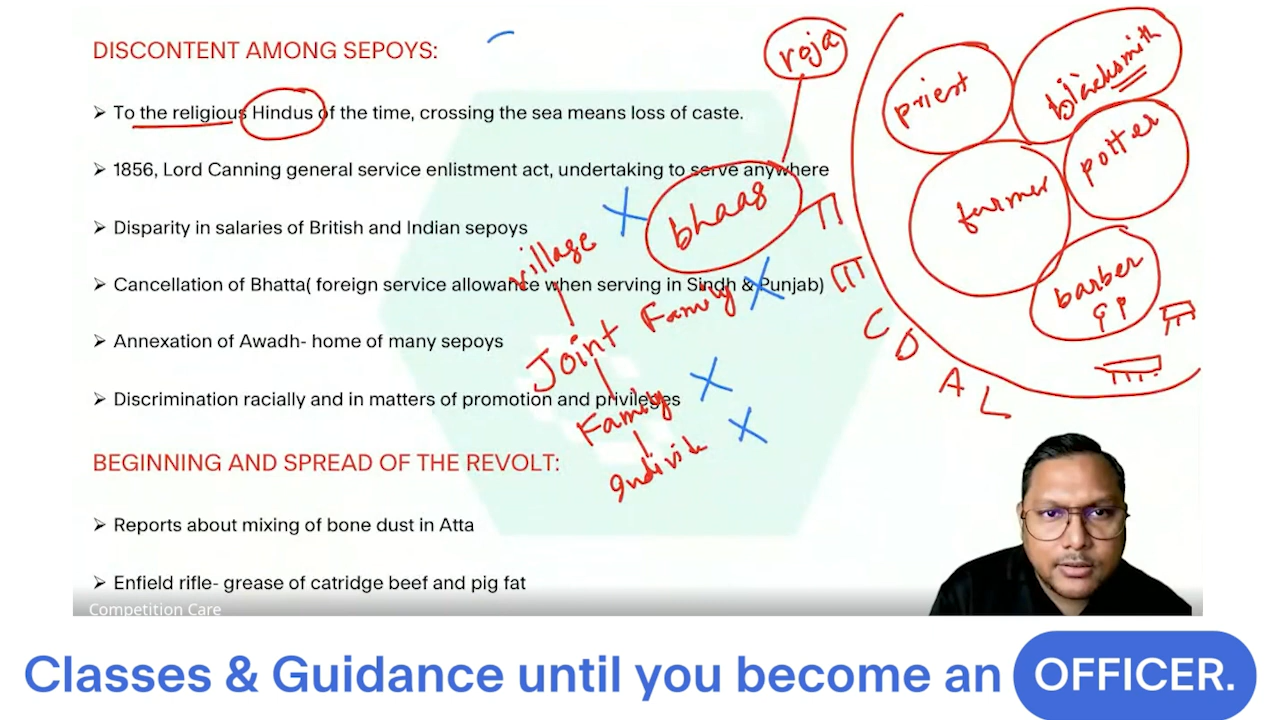 DISCONTENT AMONG SEPOYS:
➢ To the religious Hindus of the time, crossing the sea means loss of caste.
➢ 1856, Lord Canning general service enlistment act, undertaking to serve anywhere
➢ Disparity in salaries of British and Indian sepoys
➢ Cancellation of Bhatta( foreign service allowance when serving in Sindh & Punjab)
➢ Annexation of Awadh- home of many sepoys
➢ Discrimination racially and in matters of promotion and privileges
BEGINNING AND SPREAD OF THE REVOLT:
➢ Reports about mixing of bone dust in Atta
➢ Enfield rifle- grease of catridge beef and pig fat
Competition Care
roja
bhaag
village
Joint Family
Family
priest
blacksmith
potter
farmer
barber
C D A L
Classes & Guidance until you become an OFFICER.